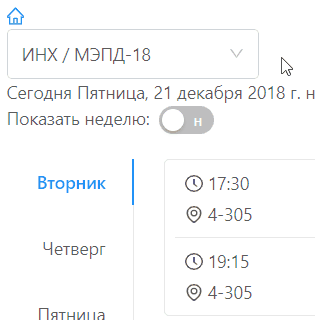 ИНХ / МЭПД-18
Сегодня Пятница, 21 декабря 2018 г. н
Показать неделю: н
Вторник
17:30
4-305
Четверг
19:15
4-305
Пятница